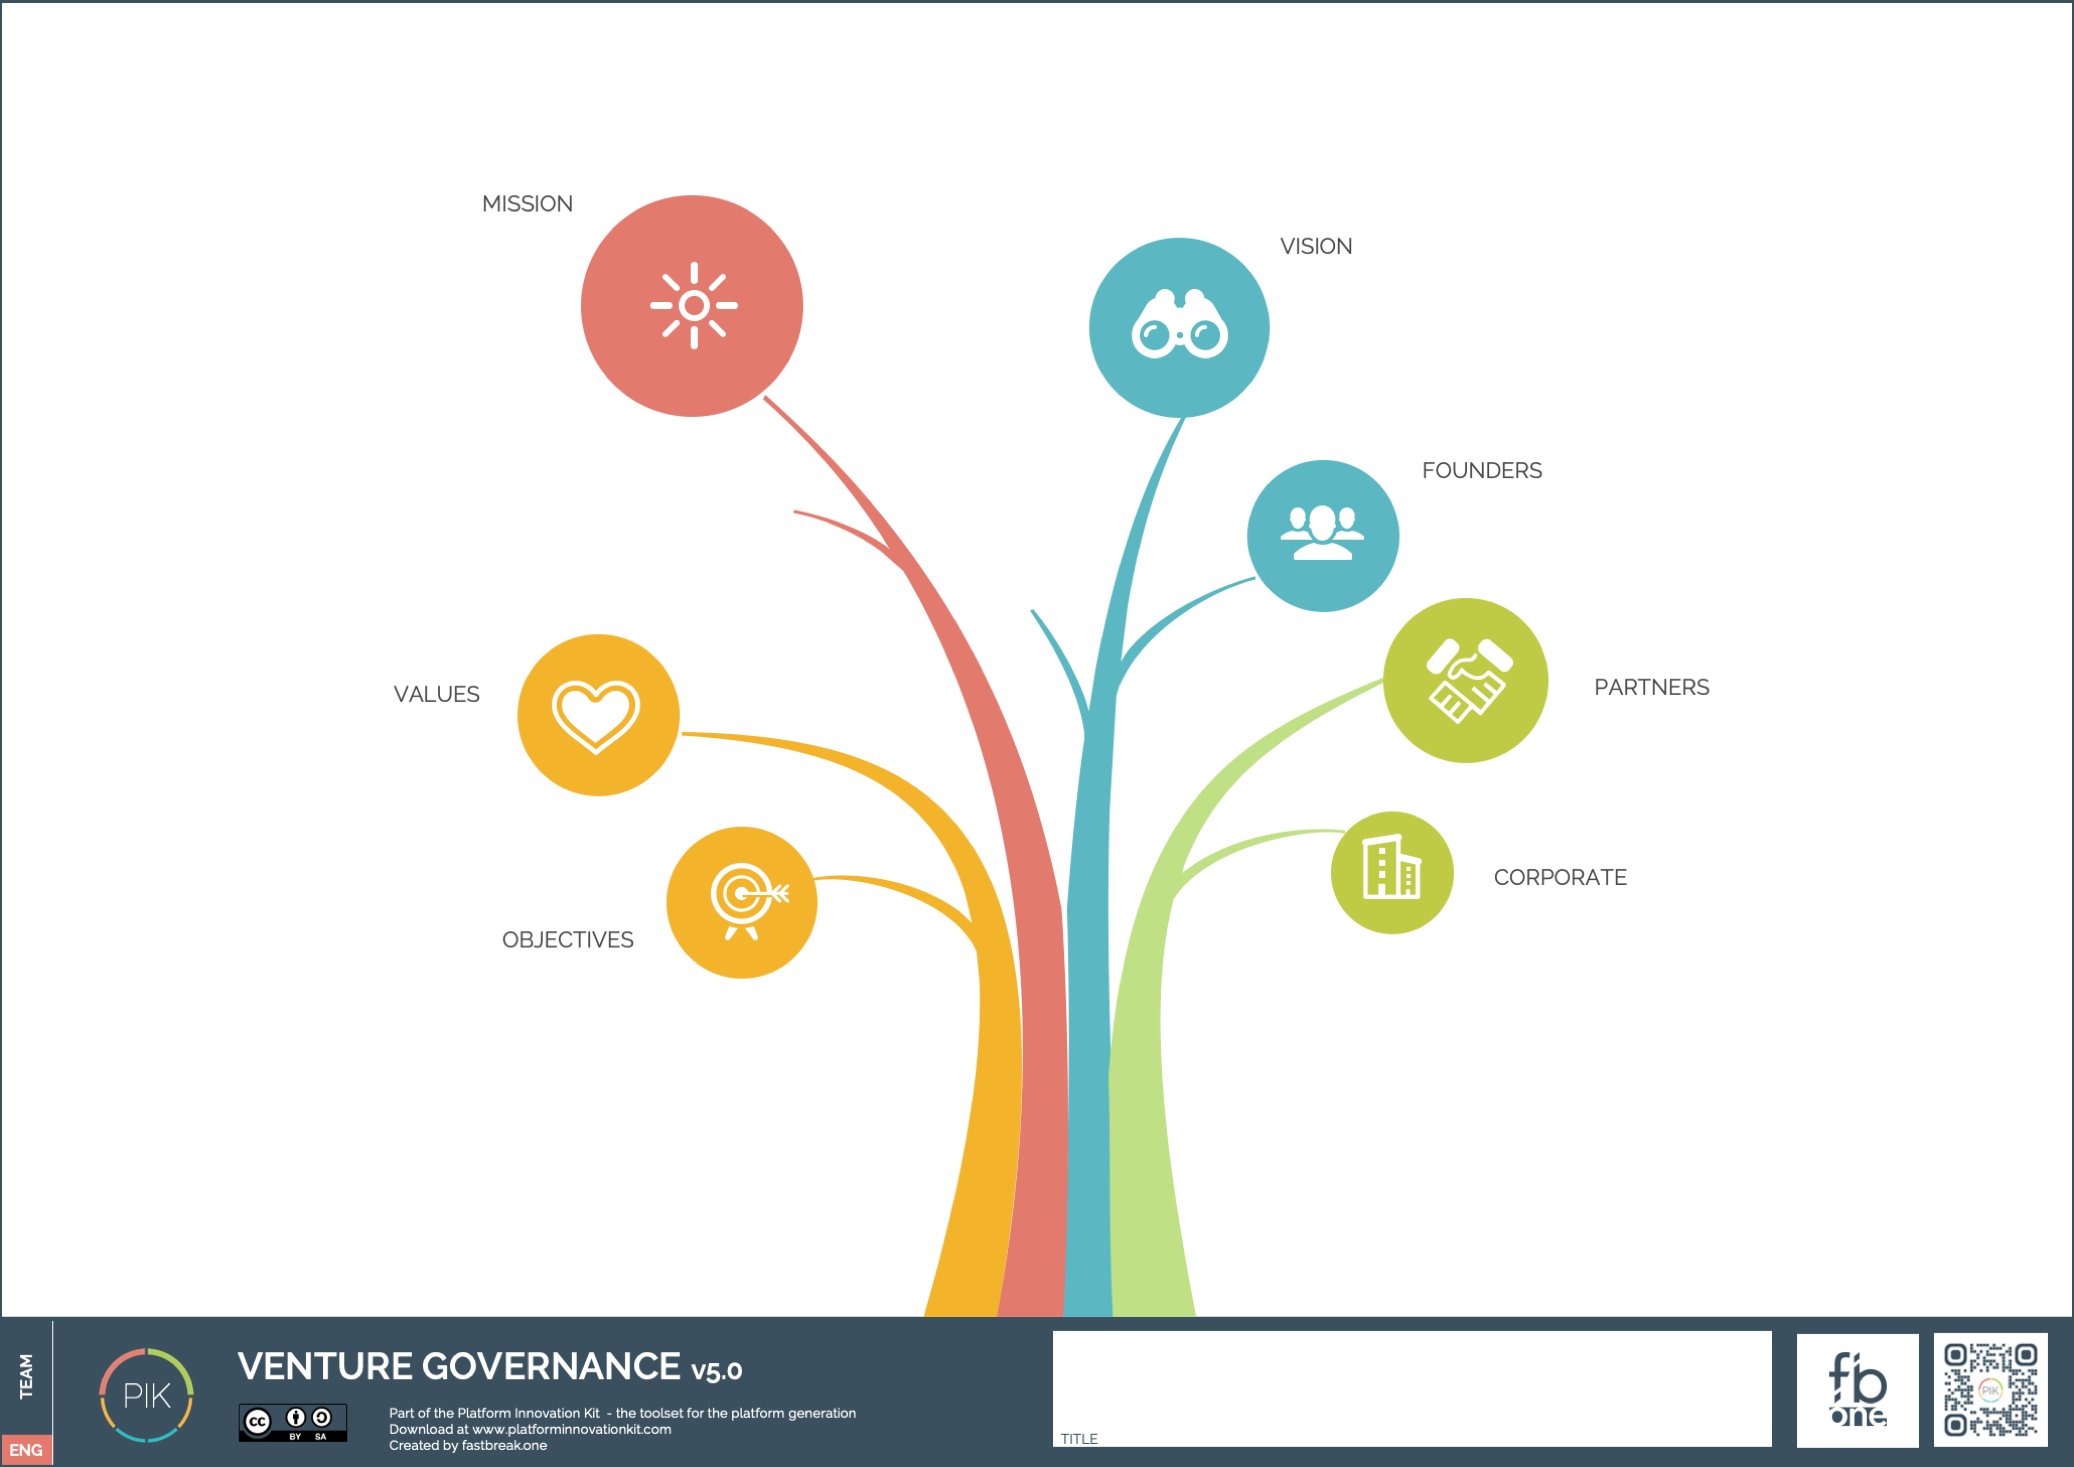 MISSION
VISION
FOUNDERS
VALUES
PARTNERS
CORPORATE
OBJECTIVES
TEAM
ENG
PIK
VENTURE GOVERNANCE v5.0
cc BY SA
Part of the Platform Innovation Kit - the toolset for the platform generation
Download at www.platforminnovationkit.com
Created by fastbreak.one
TITLE
fb
one
PIK